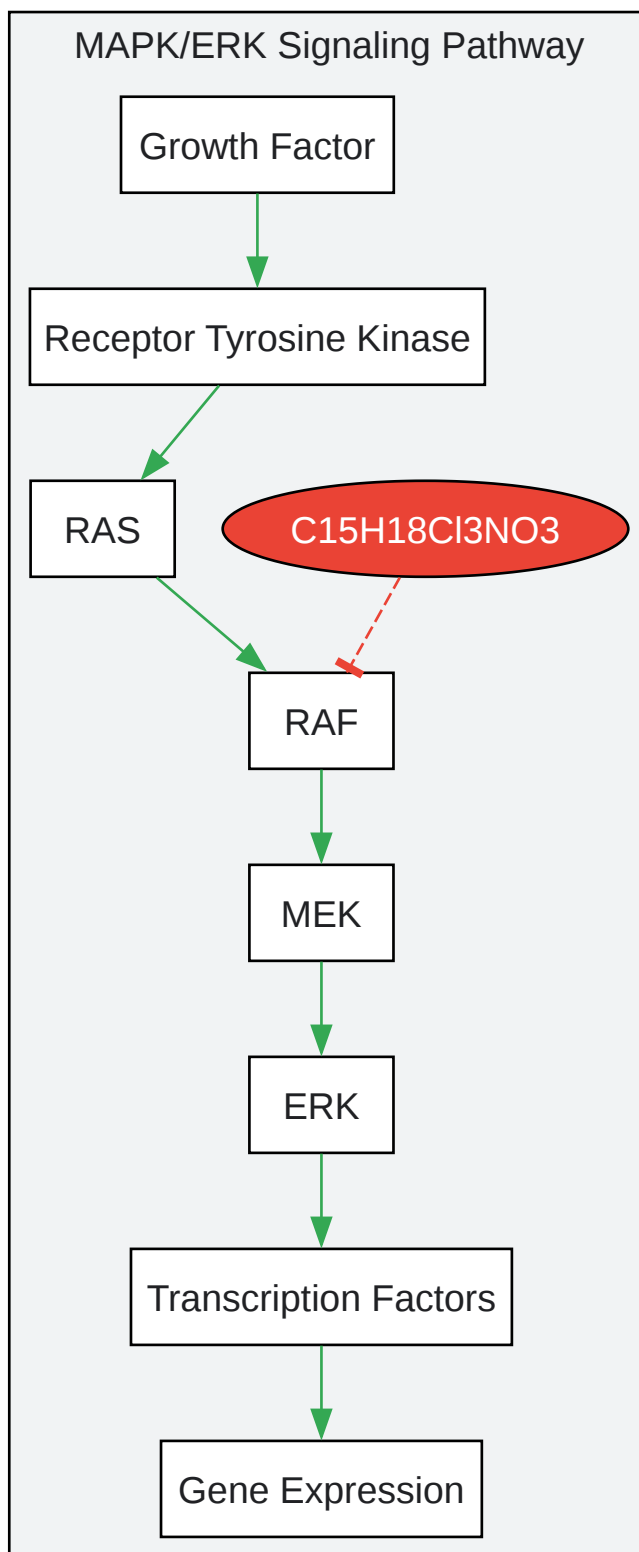 MAPK/ERK Signaling Pathway
Growth Factor
Receptor Tyrosine Kinase
RAS
C15H18Cl3NO3
RAF
MEK
ERK
Transcription Factors
Gene Expression